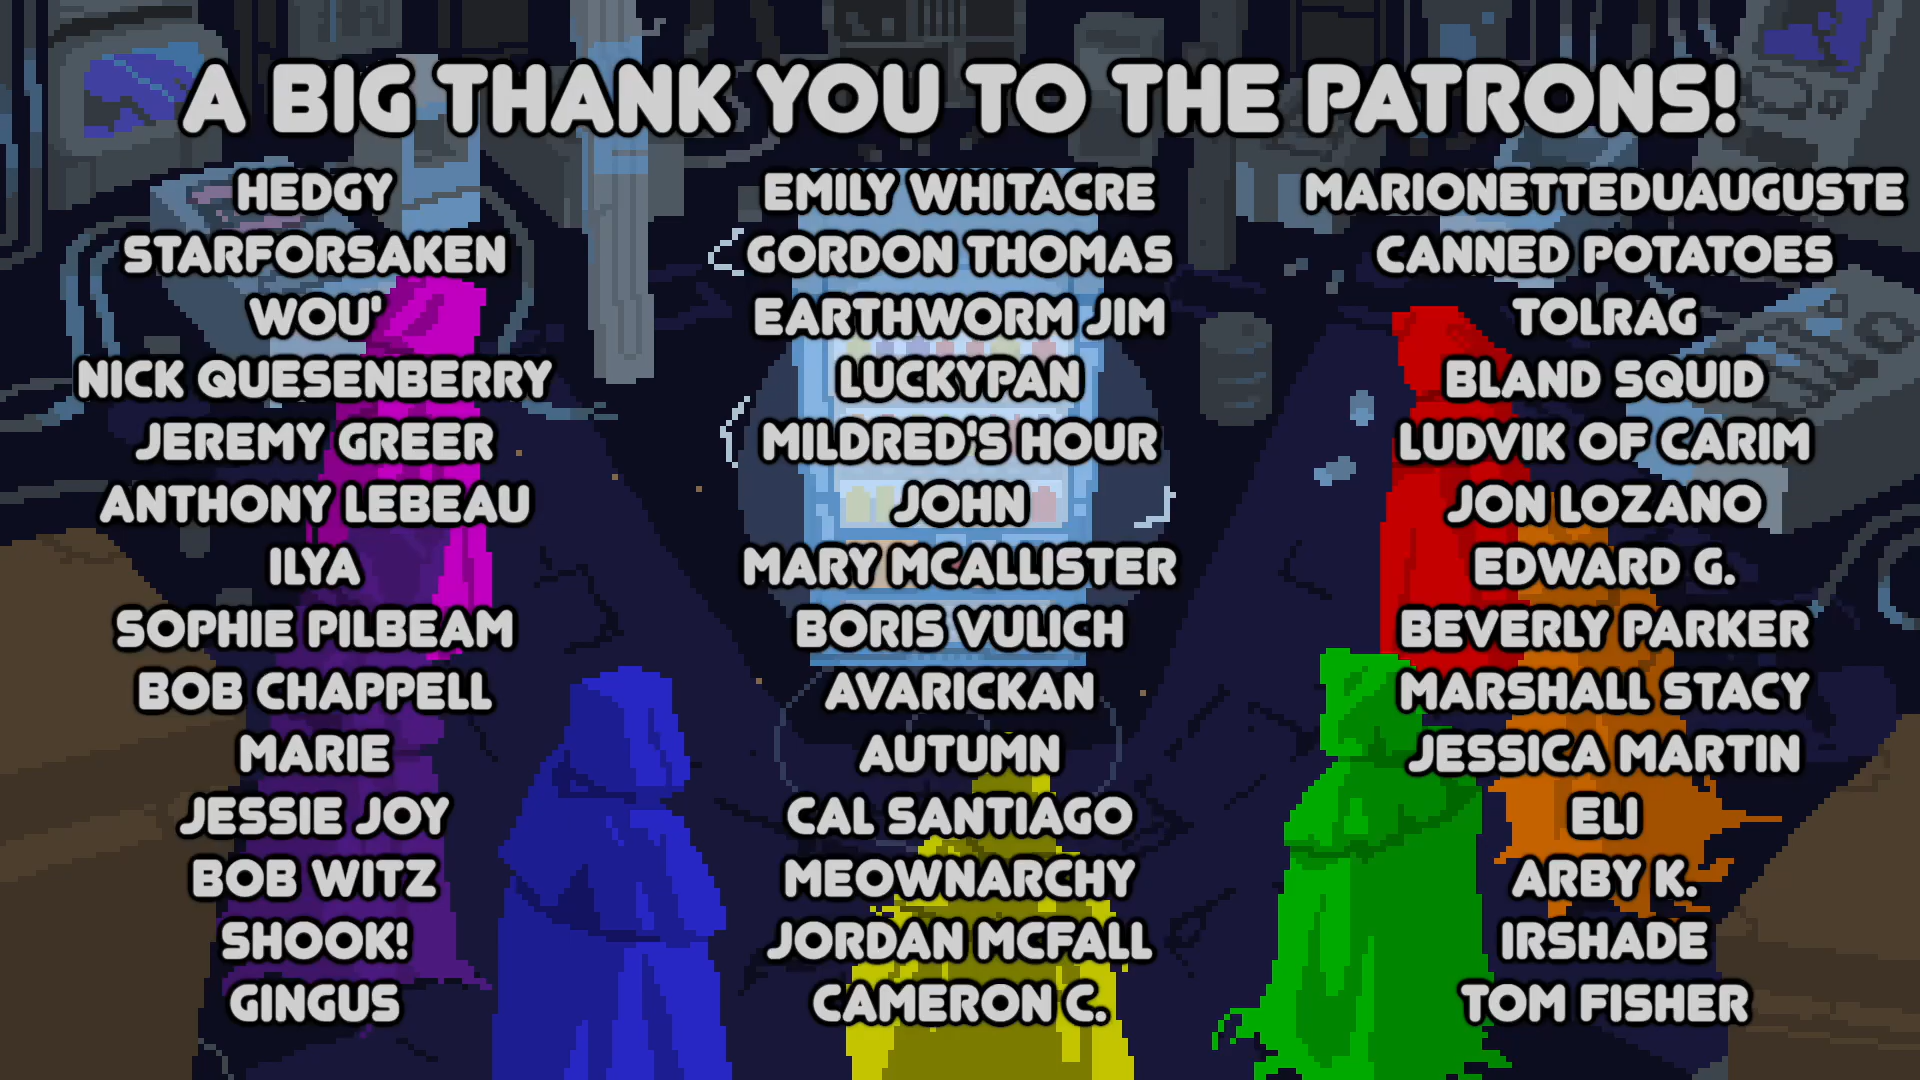 A BIG THANK YOU TO THE PATRONS!
HEDGY
STARFORSAKEN
WOU'
NICK QUESENBERRY
JEREMY GREER
ANTHONY LEBEAU
ILYA
SOPHIE PILBEAM
BOB CHAPPELL
MARIE
JESSIE JOY
BOB WITZ
SHOOK!
GINGUS
EMILY WHITACRE
GORDON THOMAS
EARTHWORM JIM
LUCKYPAN
MILDRED'S HOUR
JOHN
MARY MCALLISTER
BORIS VULICH
AVARICKAN
AUTUMN
CAL SANTIAGO
MEOWNARCHY
JORDAN MCFALL
CAMERON C.
MARIONETTEDUAUGUSTE
CANNED POTATOES
TOLRAG
BLAND SQUID
LUDVIK OF CARIM
JON LOZANO
EDWARD G.
BEVERLY PARKER
MARSHALL STACY
JESSICA MARTIN
ELI
ARBY K.
IRSHADE
TOM FISHER